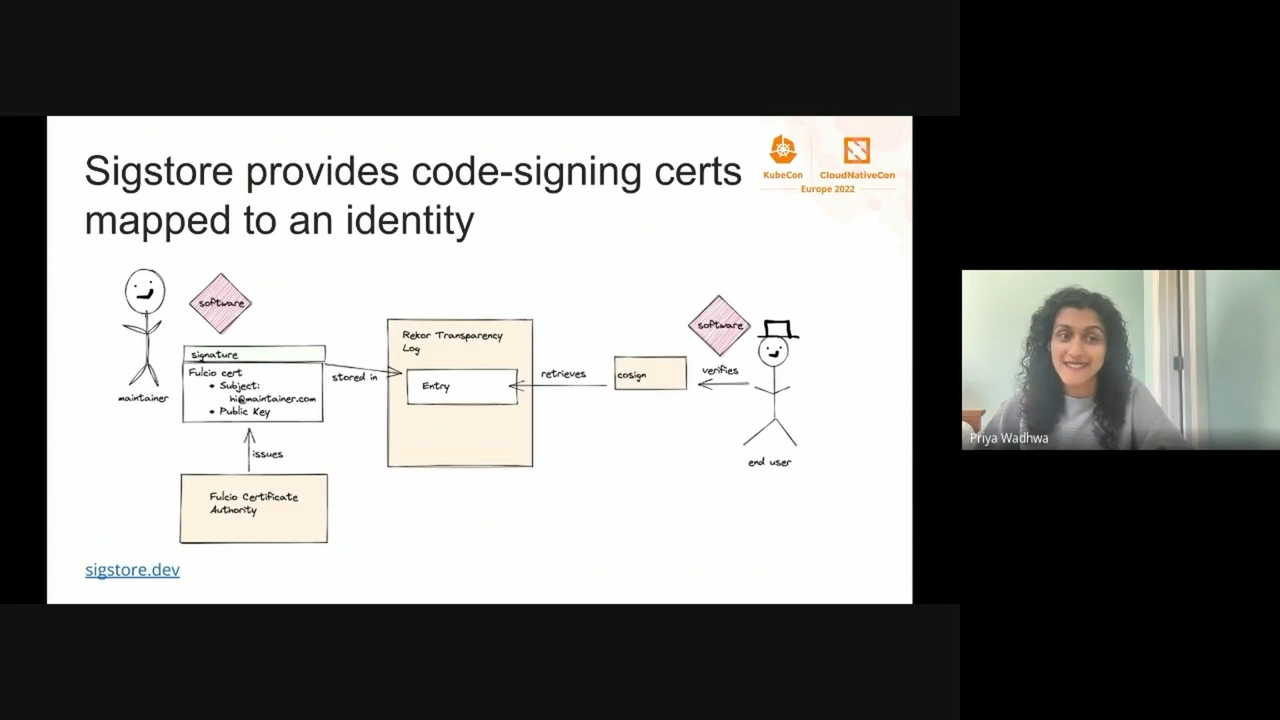 Sigstore provides code-signing certs
mapped to an identity
KubeCon
CloudNativeCon
Europe 2022
software
signature
Fulcio cert
• Subject:
hi@maintainer.com
• Public Key
maintainer
issues
Fulcio Certificate
Authority
stored in
Rekor Transparency
Log
Entry
retrieves
cosign
verifies
software
end user
sigstore.dev
Priya Wadhwa